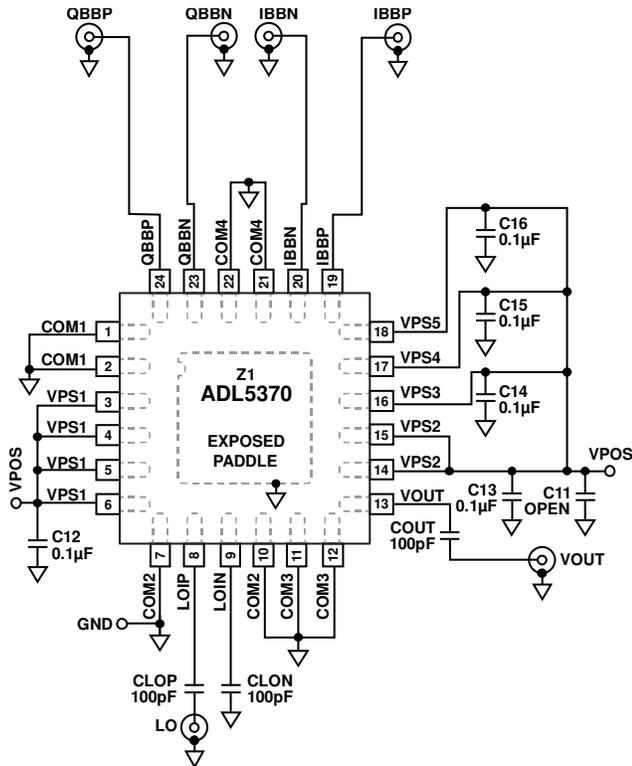 QBBP
QBBN
IBBN
IBBP
QBBP
QBBN
COM4
COM4
IBBN
IBBP
24
23
22
21
20
19
C16
0.1µF
C15
0.1µF
C14
0.1µF
COM1
1
COM1
2
VPS1
3
VPS1
4
VPS1
5
VPS1
6
VPOS
C12
0.1µF
Z1
ADL5370
EXPOSED
PADDLE
18
VPS5
17
VPS4
16
VPS3
15
VPS2
14
VPS2
13
VOUT
VPOS
C13
0.1µF
C11
OPEN
COUT
100pF
VOUT
7
8
9
10
11
12
COM2
LOIP
LOIN
COM2
COM3
COM3
GND
CLOP
100pF
CLON
100pF
LO